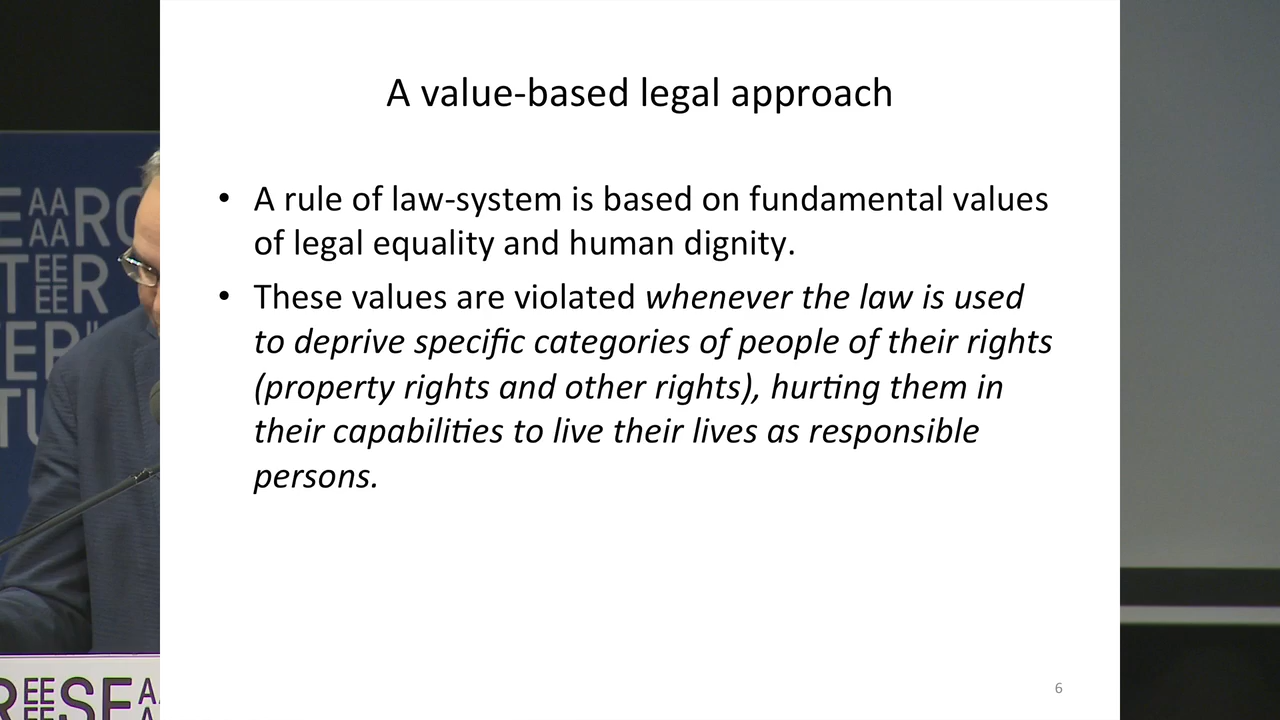 A value-based legal approach
• A rule of law-system is based on fundamental values
of legal equality and human dignity.
• These values are violated whenever the law is used
to deprive specific categories of people of their rights
(property rights and other rights), hurting them in
their capabilities to live their lives as responsible
persons.
6